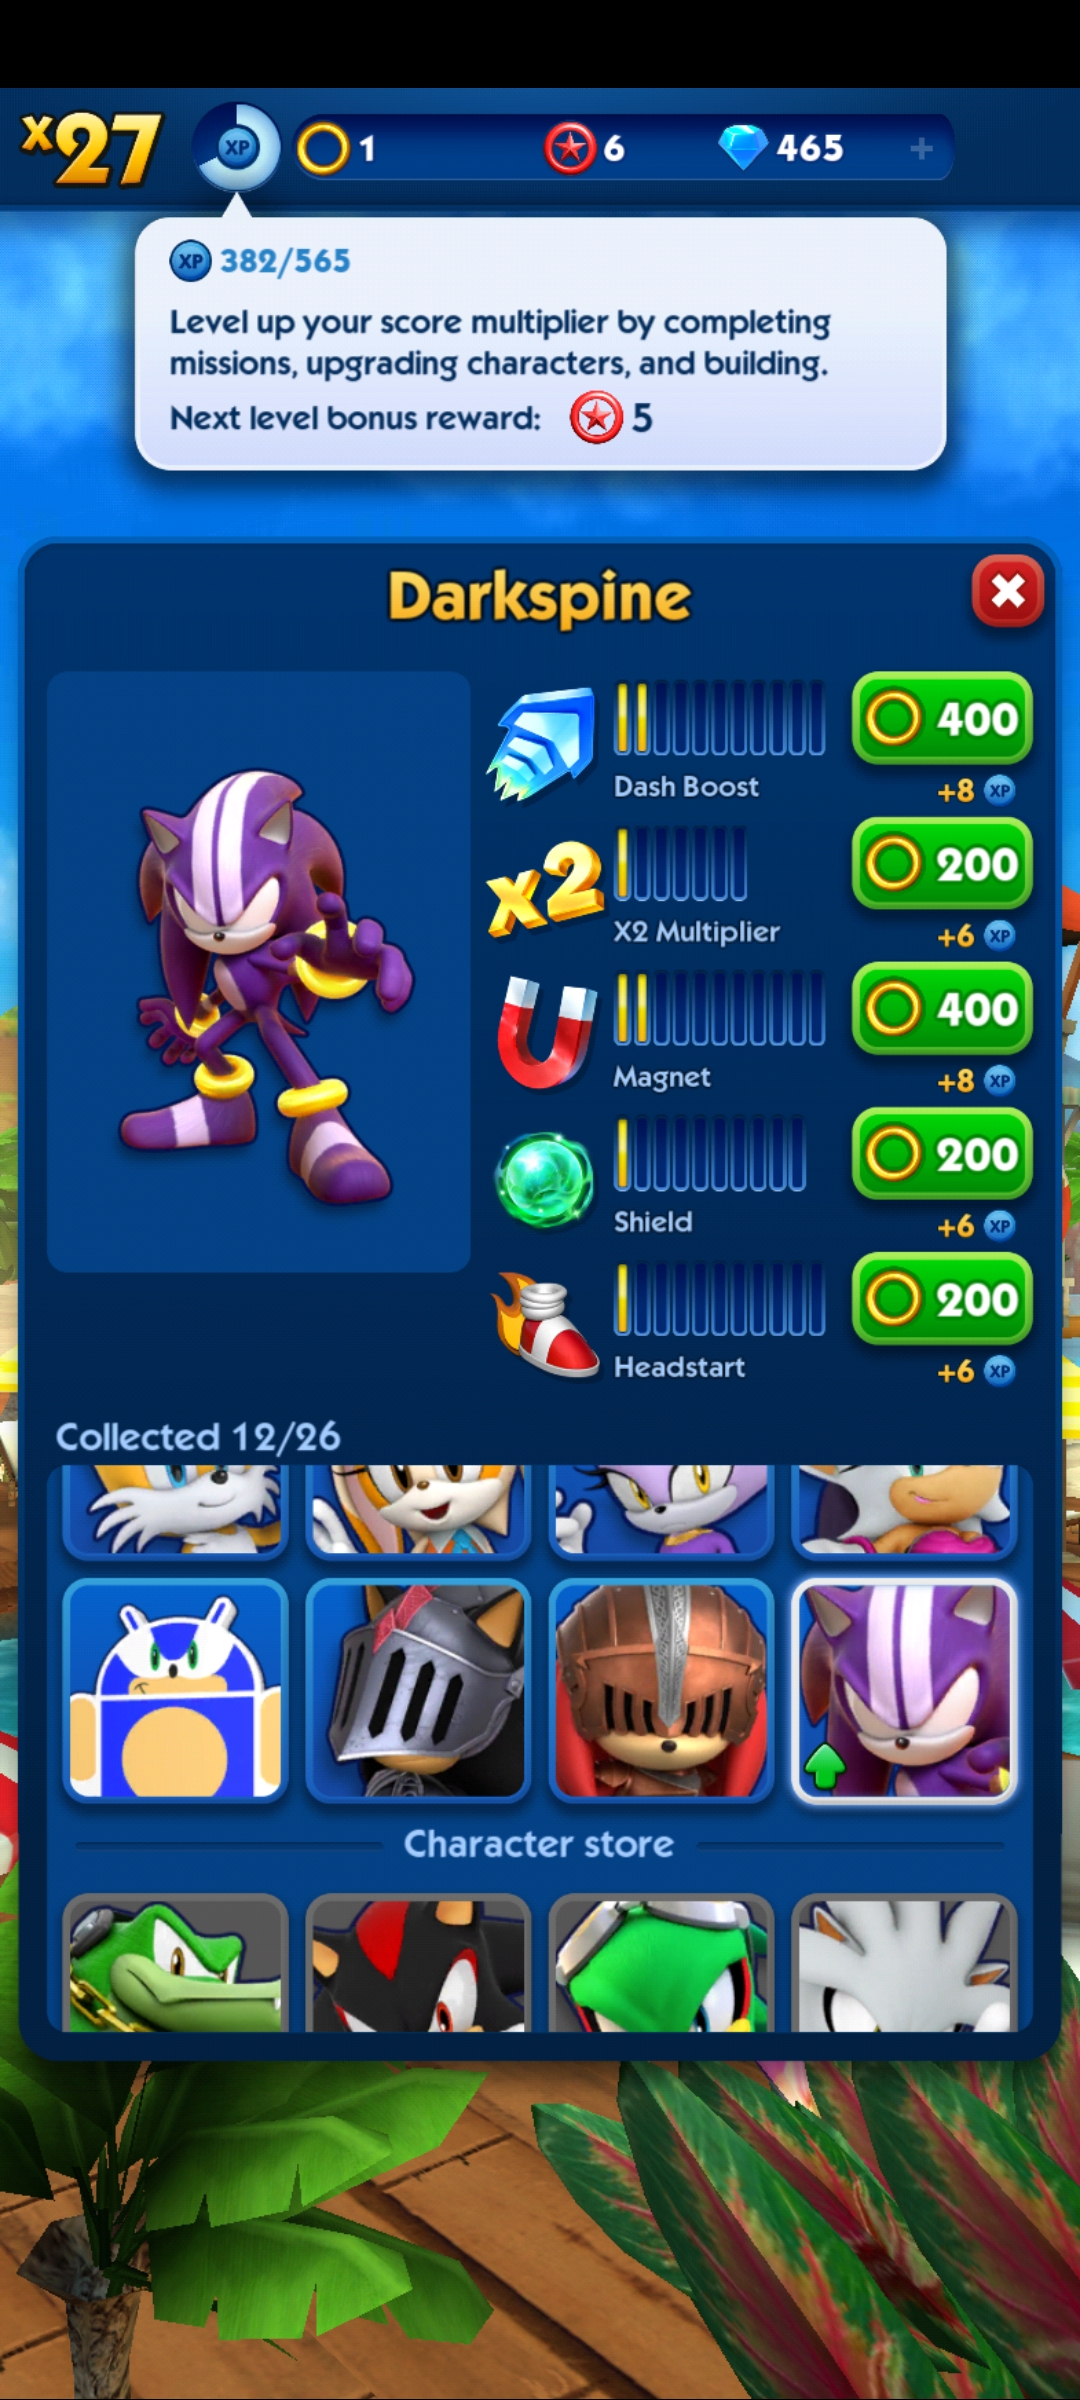 x27
XP
1
6
465
+
XP 382/565
Level up your score multiplier by completing
missions, upgrading characters, and building.
Next level bonus reward: 5
Darkspine
400
Dash Boost
+8 XP
x2
200
X2 Multiplier
+6 XP
400
Magnet
+8 XP
200
Shield
+6 XP
200
Headstart
+6 XP
Collected 12/26
Character store